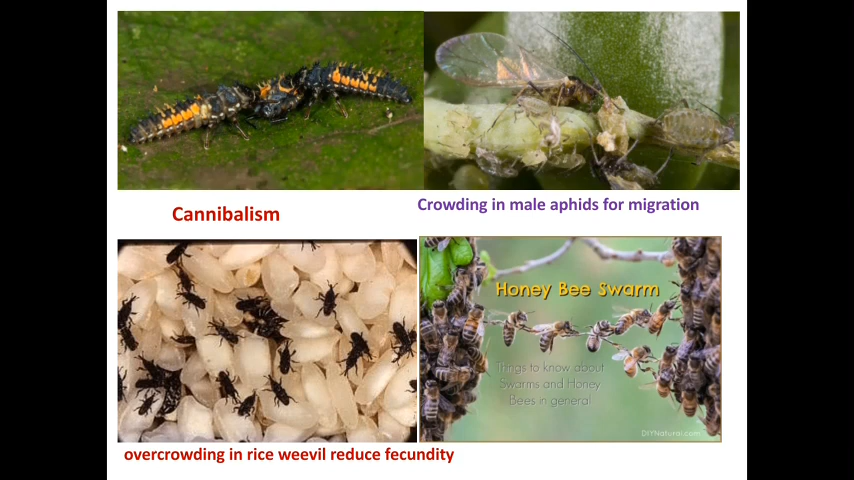 Cannibalism
Crowding in male aphids for migration
Honey Bee Swarm
Things to know about
Swarms and Honey
Bees in general
DIYNatural.com
overcrowding in rice weevil reduce fecundity